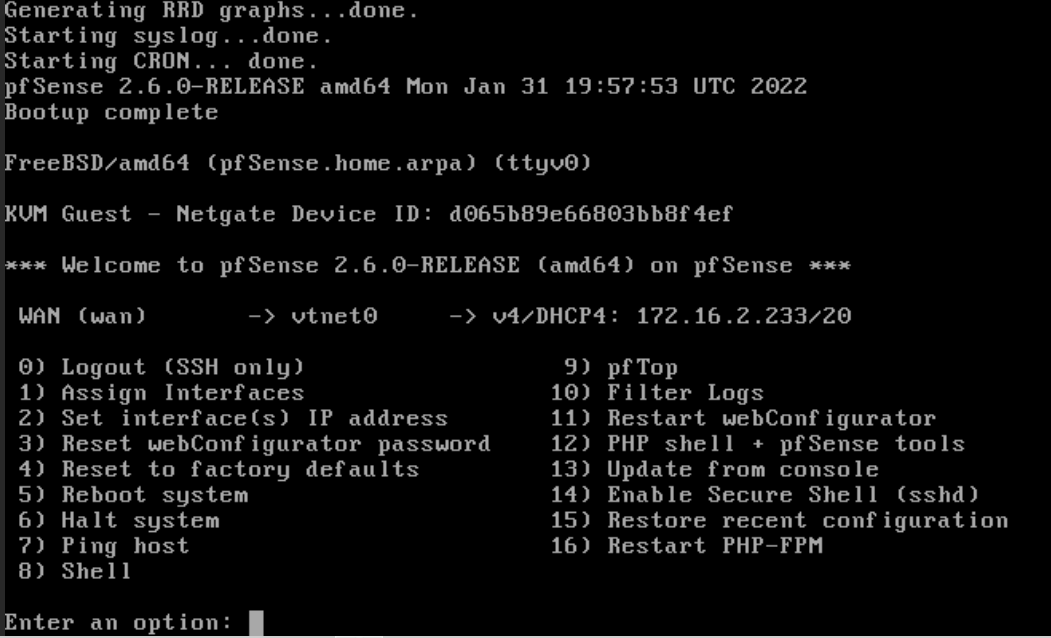 Generating RRD graphs...done.
Starting syslog...done.
Starting CRON... done.
pfSense 2.6.0-RELEASE amd64 Mon Jan 31 19:57:53 UTC 2022
Bootup complete
FreeBSD/amd64 (pfSense.home.arpa) (ttyv0)
KVM Guest - Netgate Device ID: d065b89e66803bb8f4ef
*** Welcome to pfSense 2.6.0-RELEASE (amd64) on pfSense ***
WAN (wan) -> vtnet0 -> v4/DHCP4: 172.16.2.233/20
0) Logout (SSH only) 9) pfTop
1) Assign Interfaces 10) Filter Logs
2) Set interface(s) IP address 11) Restart webConfigurator
3) Reset webConfigurator password 12) PHP shell + pfSense tools
4) Reset to factory defaults 13) Update from console
5) Reboot system 14) Enable Secure Shell (sshd)
6) Halt system 15) Restore recent configuration
7) Ping host 16) Restart PHP-FPM
8) Shell
Enter an option: